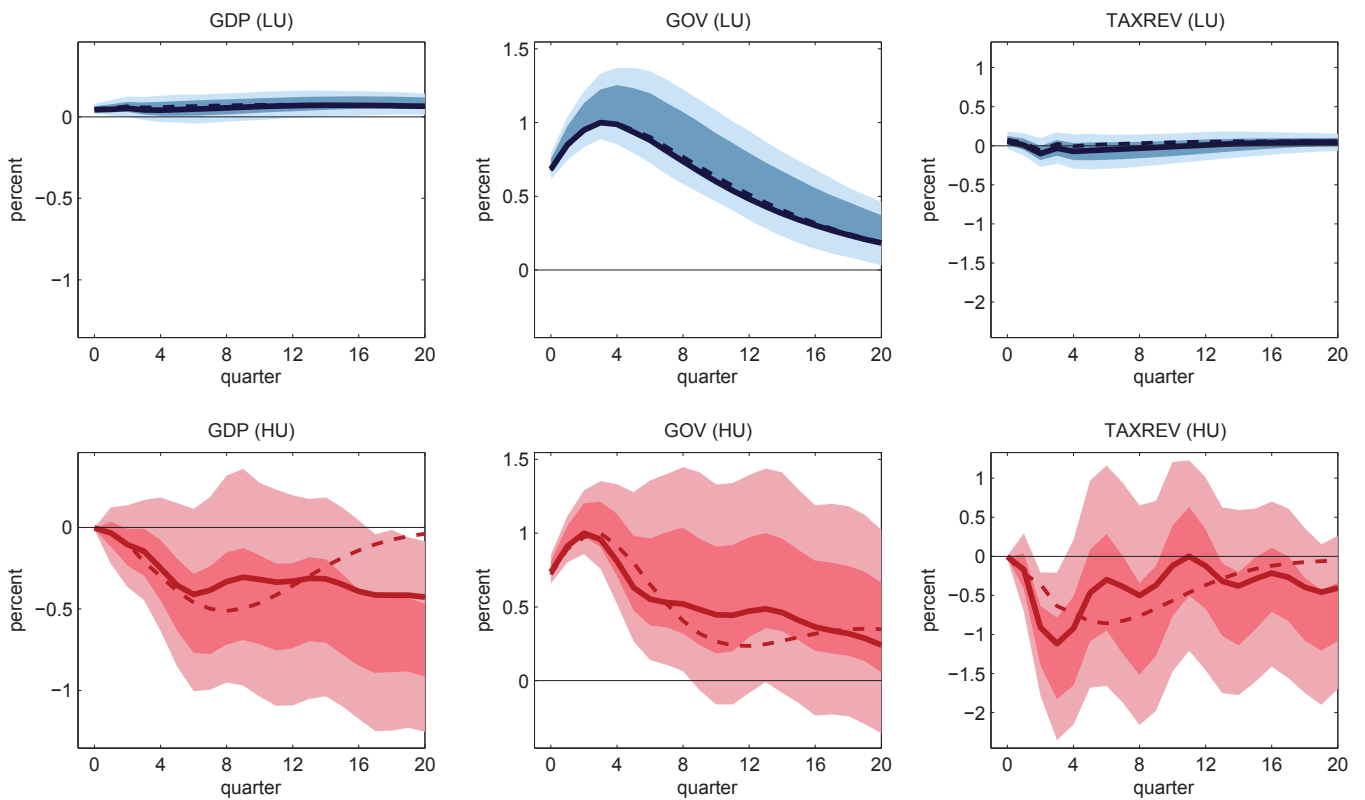 GDP (LU)
percent
0
−0.5
−1
0 4 8 12 16 20
quarter
GOV (LU)
percent
1.5
1
0.5
0
0 4 8 12 16 20
quarter
TAXREV (LU)
percent
1
0.5
0
−0.5
−1
−1.5
−2
0 4 8 12 16 20
quarter
GDP (HU)
percent
0
−0.5
−1
0 4 8 12 16 20
quarter
GOV (HU)
percent
1.5
1
0.5
0
0 4 8 12 16 20
quarter
TAXREV (HU)
percent
1
0.5
0
−0.5
−1
−1.5
−2
0 4 8 12 16 20
quarter